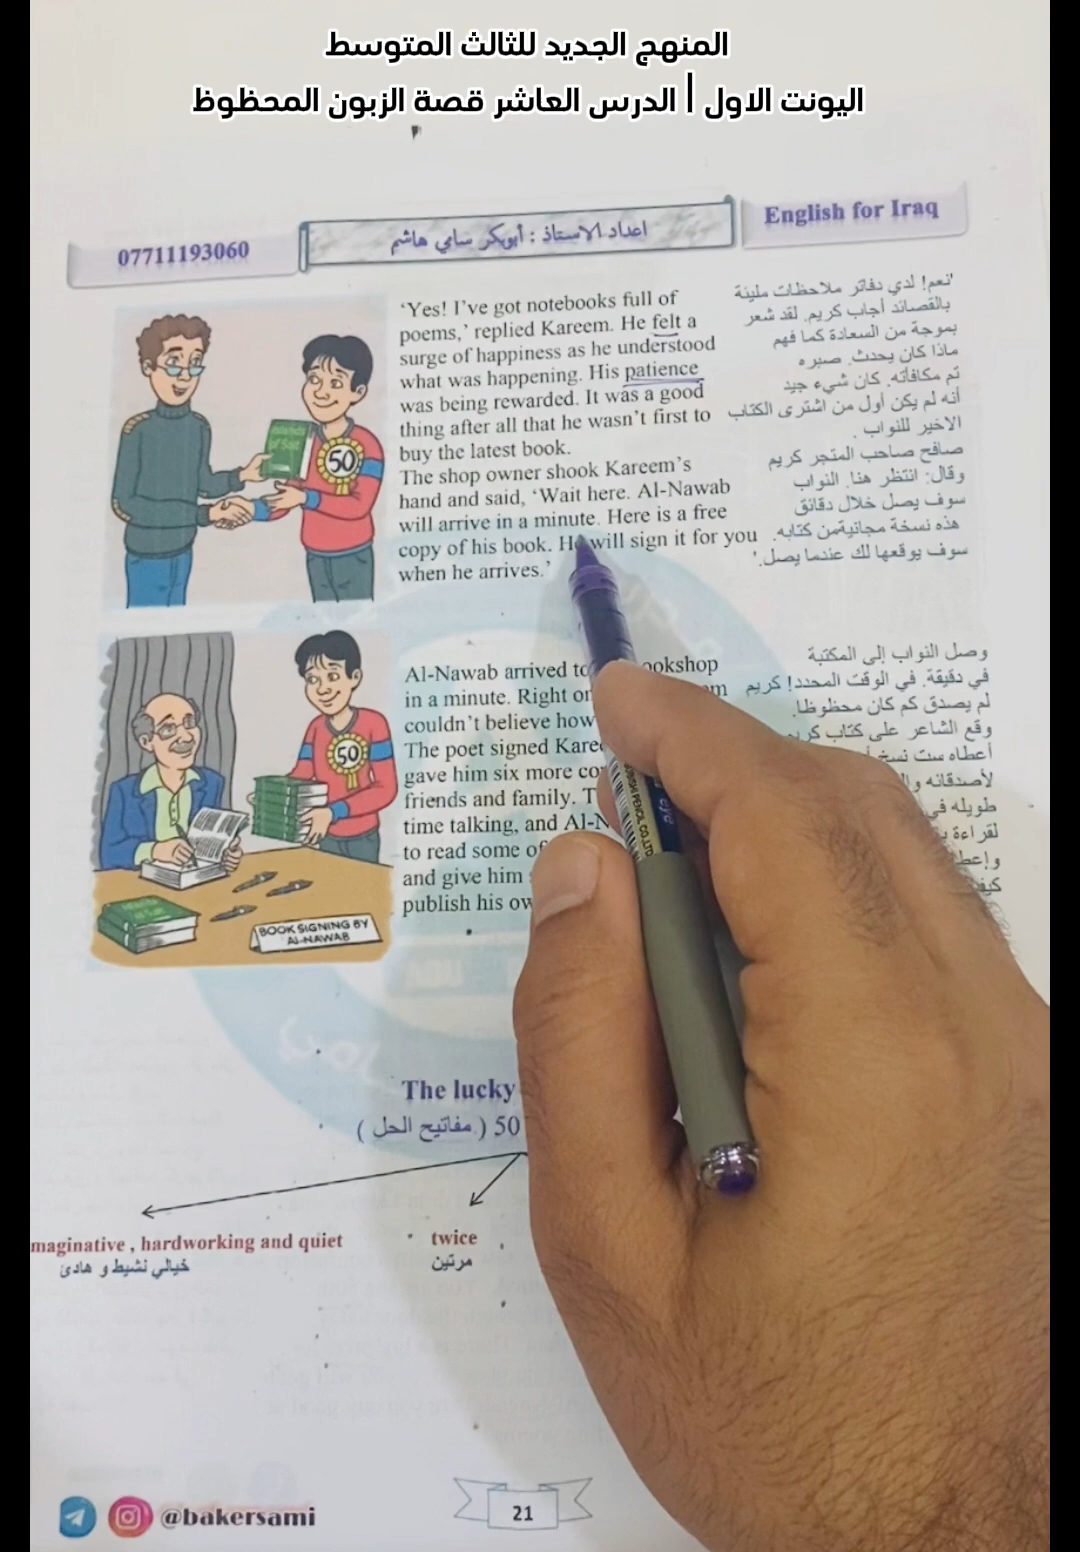 المنهج الجديد للثالث المتوسط
اليونت الاول | الدرس العاشر قصة الزبون المحظوظ
07711193060
اعداد الاستاذ : أبوبكر سامي هاشم
English for Iraq
‘Yes! I’ve got notebooks full of
poems,’ replied Kareem. He felt a
surge of happiness as he understood
what was happening. His patience
was being rewarded. It was a good
thing after all that he wasn’t first to
buy the latest book.
The shop owner shook Kareem’s
hand and said, ‘Wait here. Al-Nawab
will arrive in a minute. Here is a free
copy of his book. He will sign it for you
when he arrives.’
'نعم! لدي دفاتر ملاحظات مليئة
بالقصائد أجاب كريم. لقد شعر
بموجة من السعادة كما فهم
ماذا كان يحدث. صبره
تم مكافأته. كان شيء جيد
أنه لم يكن أول من اشترى الكتاب
الاخير للنواب .
صافح صاحب المتجر كريم
وقال: انتظر هنا. النواب
سوف يصل خلال دقائق
هذه نسخة مجانيةمن كتابه.
سوف يوقعها لك عندما يصل.'
50
Al-Nawab arrived to ookshop
in a minute. Right on
couldn’t believe how
The poet signed Karee
gave him six more co
friends and family. T
time talking, and Al-N
to read some of
and give him
publish his ow
وصل النواب إلى المكتبة
في دقيقة. في الوقت المحدد! كريم
لم يصدق كم كان محظوظا.
وقع الشاعر على كتاب
أعطاه ست نسخ
لأصدقائه
طويلة في
لقراءة
50
BOOK SIGNING BY
Al-NAWAB
The lucky
50 ( مفاتيح الحل )
maginative , hardworking and quiet
خيالي نشيط و هادئ
twice
مرتين
@bakersami
21